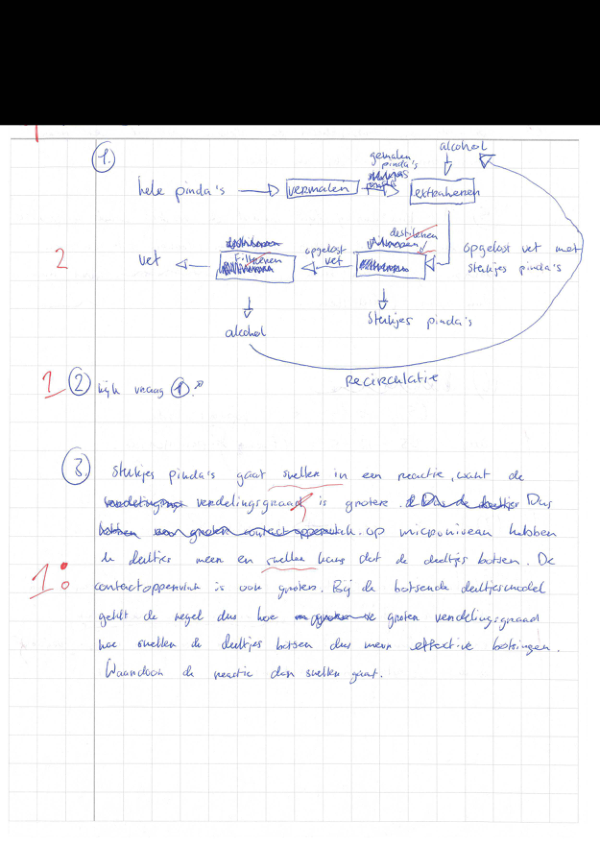 1.
alcohol
gemalen
pinda's
hele pinda's
vermalen
extraheren
2
vet
filtreren
opgelost
vet
destilleren
opgelost vet met
stukjes pinda's
alcohol
stukjes pinda's
Recirculatie
1 2 kijk vraag 1.
3. stukjes pinda's gaat sneller in een reactie, want de
verdelingsgraad is grotere. Dus
op microniveau hebben
de deeltjes meer en sneller kans dat de deeltjes botsen. De
1 contactoppervlak is ook groter. Bij de botsende deeltjesmodel
geldt de regel dus hoe groter verdelingsgraad
hoe sneller de deeltjes botsen dus meer effective botsingen.
Waardoor de reactie dan sneller gaat.